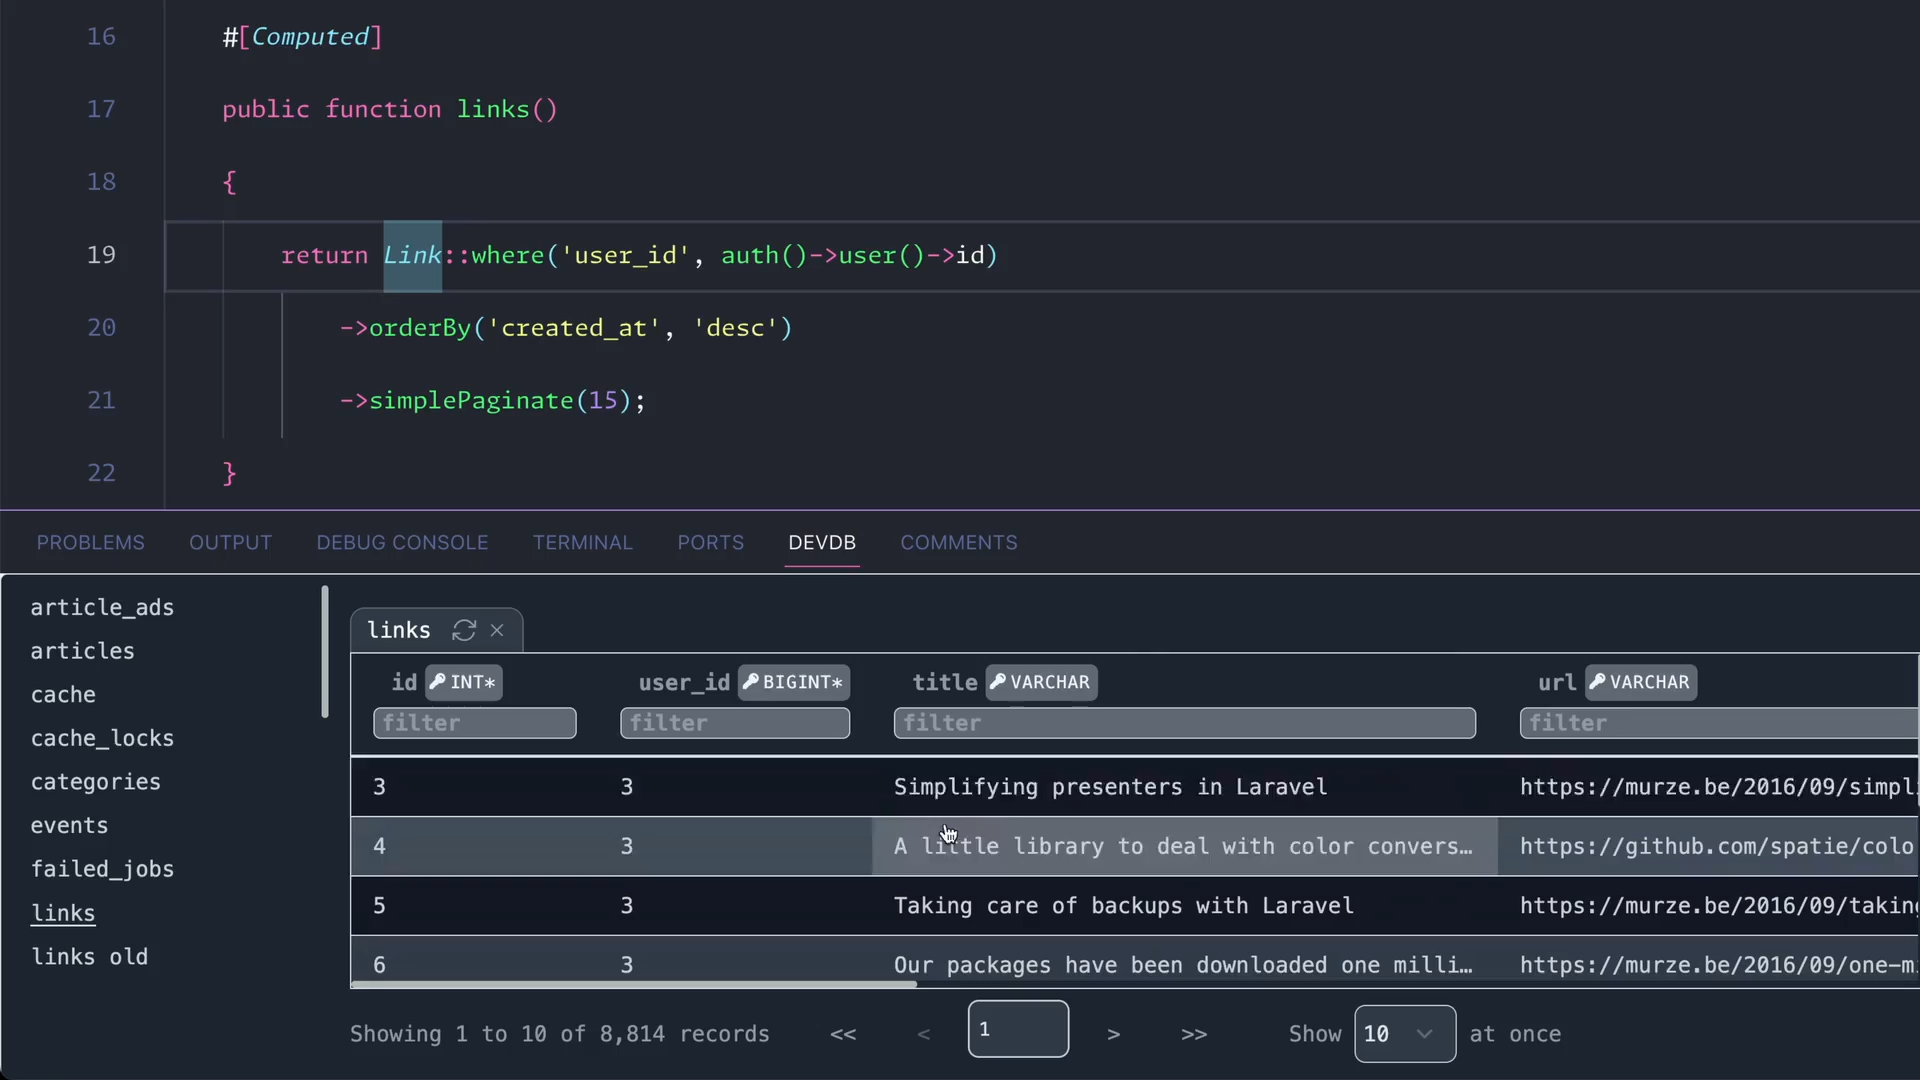 16 #[Computed]
17 public function links()
18 {
19 return Link::where('user_id', auth()->user()->id)
20 ->orderBy('created_at', 'desc')
21 ->simplePaginate(15);
22 }
PROBLEMS OUTPUT DEBUG CONSOLE TERMINAL PORTS DEVDB COMMENTS
article_ads
articles
cache
cache_locks
categories
events
failed_jobs
links
links old
links
id INT* user_id BIGINT* title VARCHAR url VARCHAR
filter filter filter filter
3 3 Simplifying presenters in Laravel https://murze.be/2016/09/simpl
4 3 A little library to deal with color convers… https://github.com/spatie/colo
5 3 Taking care of backups with Laravel https://murze.be/2016/09/taking
6 3 Our packages have been downloaded one milli… https://murze.be/2016/09/one-m
Showing 1 to 10 of 8,814 records << < 1 > >> Show 10 at once